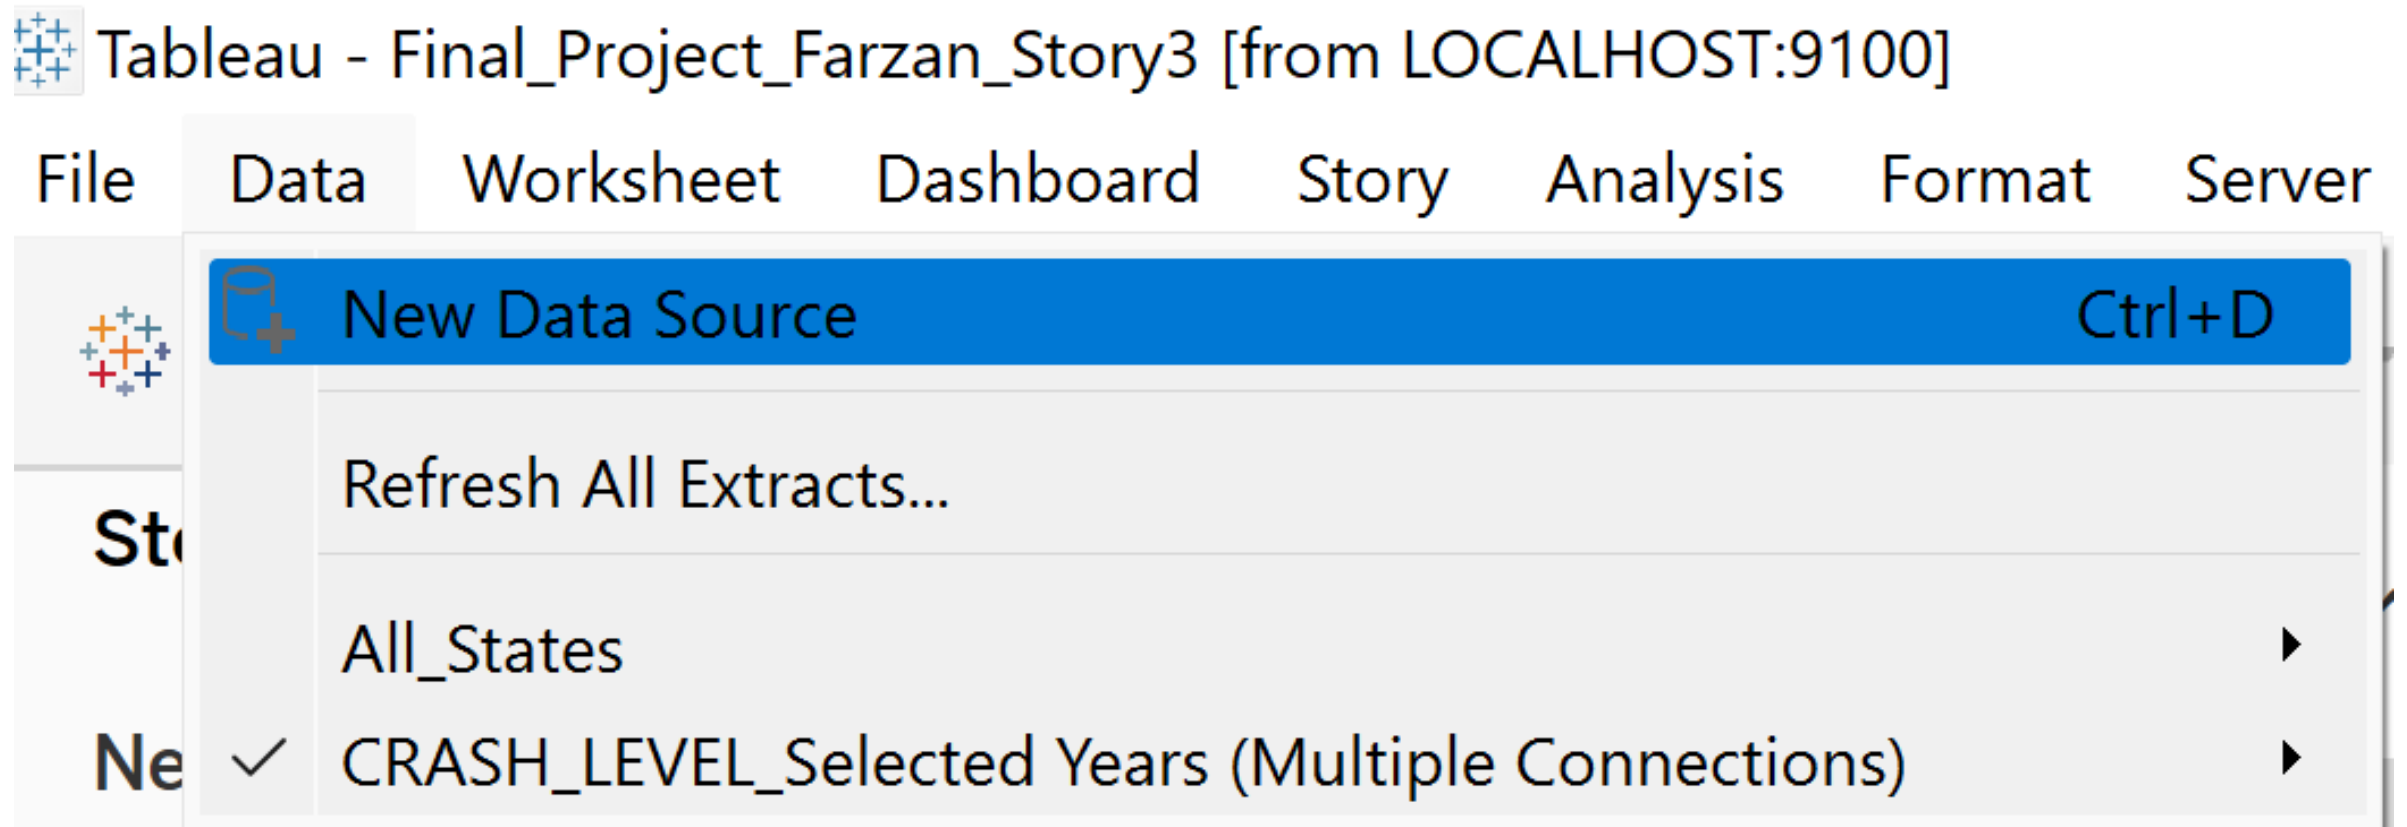 Tableau - Final_Project_Farzan_Story3 [from LOCALHOST:9100]
File Data Worksheet Dashboard Story Analysis Format Server
New Data Source Ctrl+D
Refresh All Extracts...
All_States
CRASH_LEVEL_Selected Years (Multiple Connections)